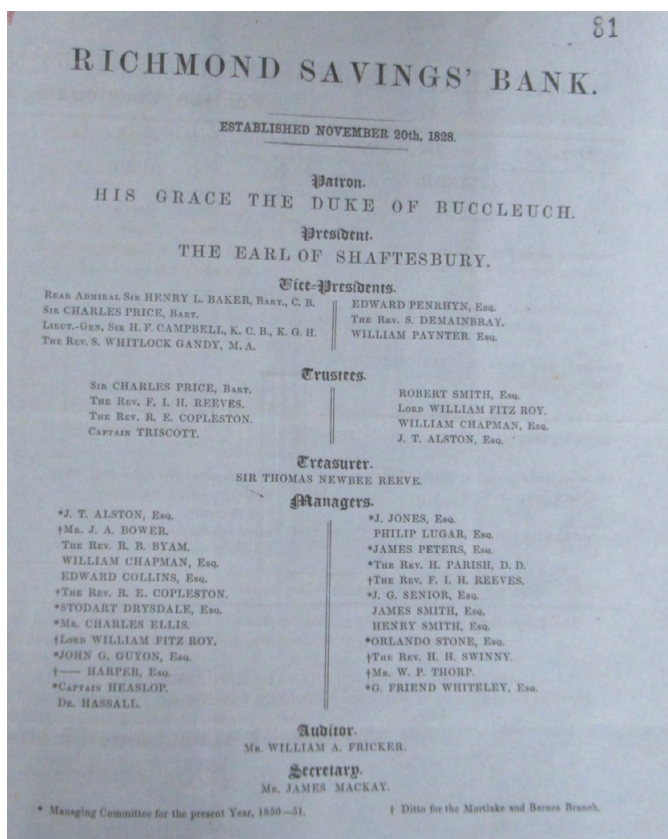 81
RICHMOND SAVINGS' BANK.
ESTABLISHED NOVEMBER 20th, 1828.
Patron.
HIS GRACE THE DUKE OF BUCCLEUCH.
President.
THE EARL OF SHAFTESBURY.
Vice-Presidents.
REAR ADMIRAL SIR HENRY L. BAKER, BART., C. B.
SIR CHARLES PRICE, BART.
LIEUT.-GEN. SIR H. F. CAMPBELL, K. C. B., K. G. H.
THE REV. S. WHITLOCK GANDY, M. A.
EDWARD PENRHYN, ESQ.
THE REV. S. DEMAINBRAY.
WILLIAM PAYNTER. ESQ.
Trustees.
SIR CHARLES PRICE, BART.
THE REV. F. I. H. REEVES.
THE REV. R. E. COPLESTON.
CAPTAIN TRISCOTT.
ROBERT SMITH, ESQ.
LORD WILLIAM FITZ ROY.
WILLIAM CHAPMAN, ESQ.
J. T. ALSTON, ESQ.
Treasurer.
SIR THOMAS NEWBEE REEVE.
Managers.
*J. T. ALSTON, ESQ.
†MR. J. A. BOWER.
THE REV. R. B. BYAM.
WILLIAM CHAPMAN, ESQ.
EDWARD COLLINS, ESQ.
†THE REV. R. E. COPLESTON.
*STODART DRYSDALE, ESQ.
*MR. CHARLES ELLIS.
†LORD WILLIAM FITZ ROY.
*JOHN G. GUYON, ESQ.
†—— HARPER, ESQ.
*CAPTAIN HEASLOP.
DR. HASSALL.
*J. JONES, ESQ.
PHILIP LUGAR, ESQ.
*JAMES PETERS, ESQ.
*THE REV. H. PARISH, D. D.
†THE REV. F. I. H. REEVES.
*J. G. SENIOR, ESQ.
JAMES SMITH, ESQ.
HENRY SMITH, ESQ.
*ORLANDO STONE, ESQ.
†THE REV. H. H. SWINNY.
†MR. W. P. THORP.
*G. FRIEND WHITELEY, ESQ.
Auditor.
MR. WILLIAM A. FRICKER.
Secretary.
MR. JAMES MACKAY.
* Managing Committee for the present Year, 1850—51.
† Ditto for the Mortlake and Barnes Branch.